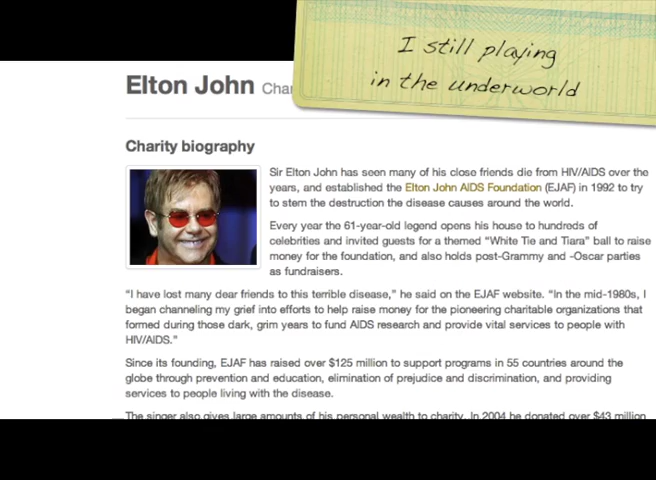 I still playing
in the underworld
Elton John Char
Charity biography
Sir Elton John has seen many of his close friends die from HIV/AIDS over the
years, and established the Elton John AIDS Foundation (EJAF) in 1992 to try
to stem the destruction the disease causes around the world.
Every year the 61-year-old legend opens his house to hundreds of
celebrities and invited guests for a themed “White Tie and Tiara” ball to raise
money for the foundation, and also holds post-Grammy and -Oscar parties
as fundraisers.
“I have lost many dear friends to this terrible disease,” he said on the EJAF website. “In the mid-1980s, I
began channeling my grief into efforts to help raise money for the pioneering charitable organizations that
formed during those dark, grim years to fund AIDS research and provide vital services to people with
HIV/AIDS.”
Since its founding, EJAF has raised over $125 million to support programs in 55 countries around the
globe through prevention and education, elimination of prejudice and discrimination, and providing
services to people living with the disease.
The singer also gives large amounts of his personal wealth to charity. In 2004 he donated over $43 million